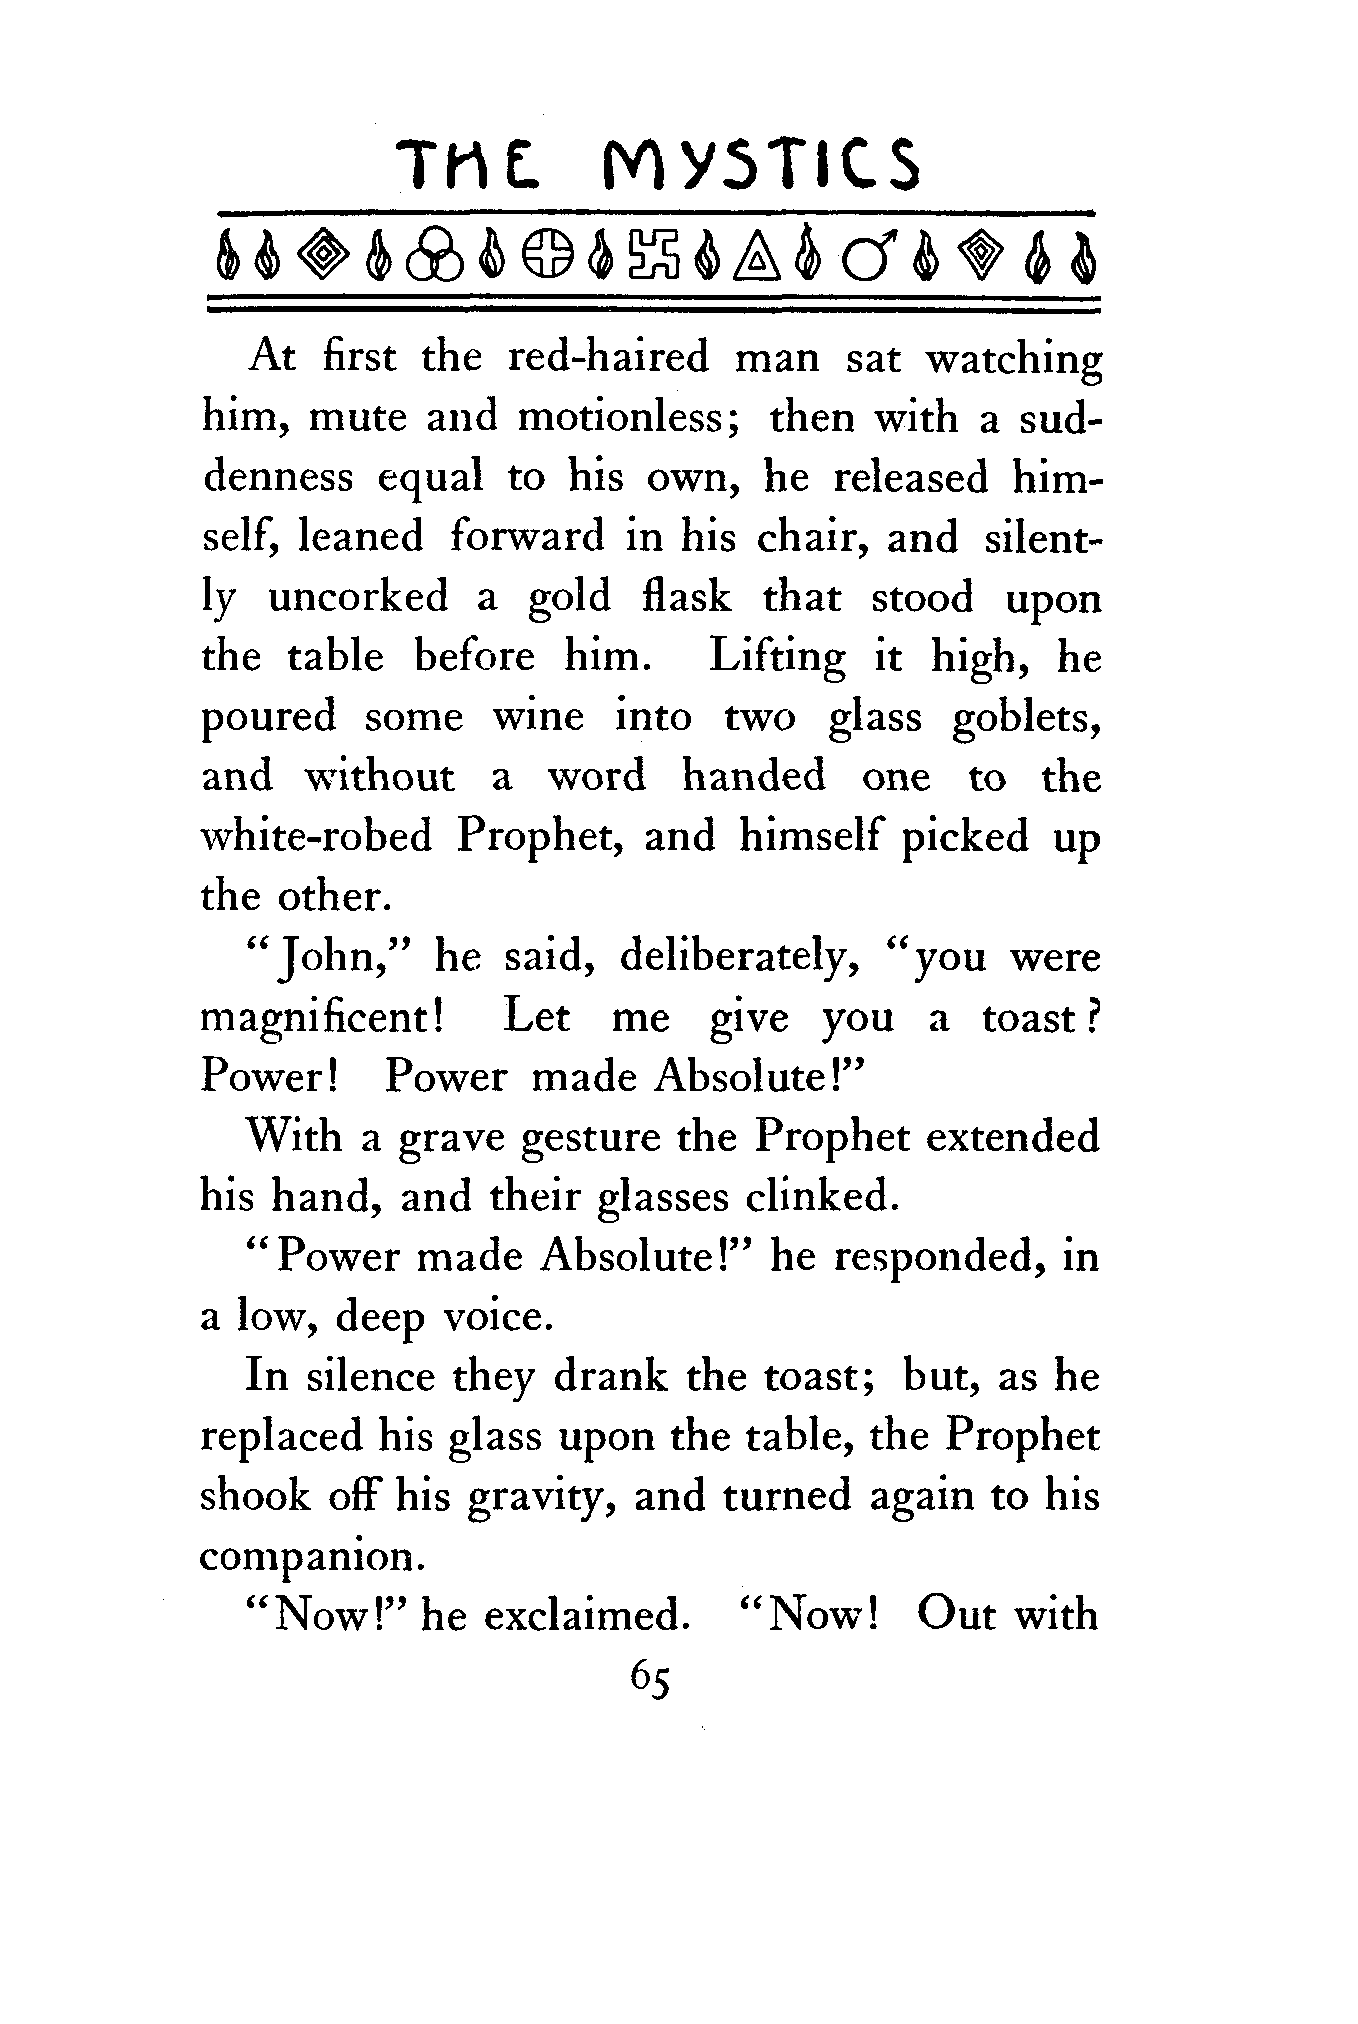 THE MYSTICS
At first the red-haired man sat watching
him, mute and motionless; then with a sud-
denness equal to his own, he released him-
self, leaned forward in his chair, and silent-
ly uncorked a gold flask that stood upon
the table before him. Lifting it high, he
poured some wine into two glass goblets,
and without a word handed one to the
white-robed Prophet, and himself picked up
the other.
“John,” he said, deliberately, “you were
magnificent! Let me give you a toast?
Power! Power made Absolute!”
With a grave gesture the Prophet extended
his hand, and their glasses clinked.
“Power made Absolute!” he responded, in
a low, deep voice.
In silence they drank the toast; but, as he
replaced his glass upon the table, the Prophet
shook off his gravity, and turned again to his
companion.
“Now!” he exclaimed. “Now! Out with
65